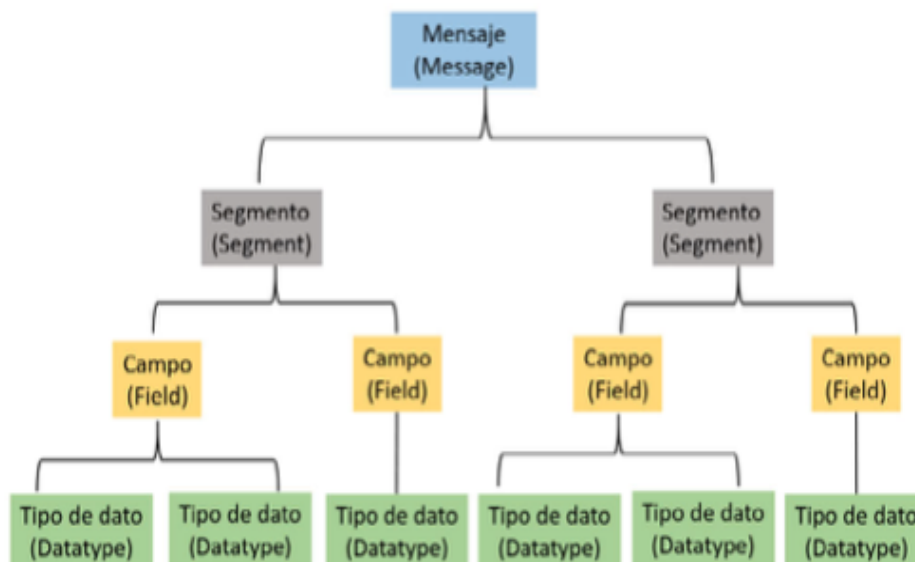 Mensaje
(Message)
Segmento
(Segment)
Segmento
(Segment)
Campo
(Field)
Campo
(Field)
Campo
(Field)
Campo
(Field)
Tipo de dato
(Datatype)
Tipo de dato
(Datatype)
Tipo de dato
(Datatype)
Tipo de dato
(Datatype)
Tipo de dato
(Datatype)
Tipo de dato
(Datatype)